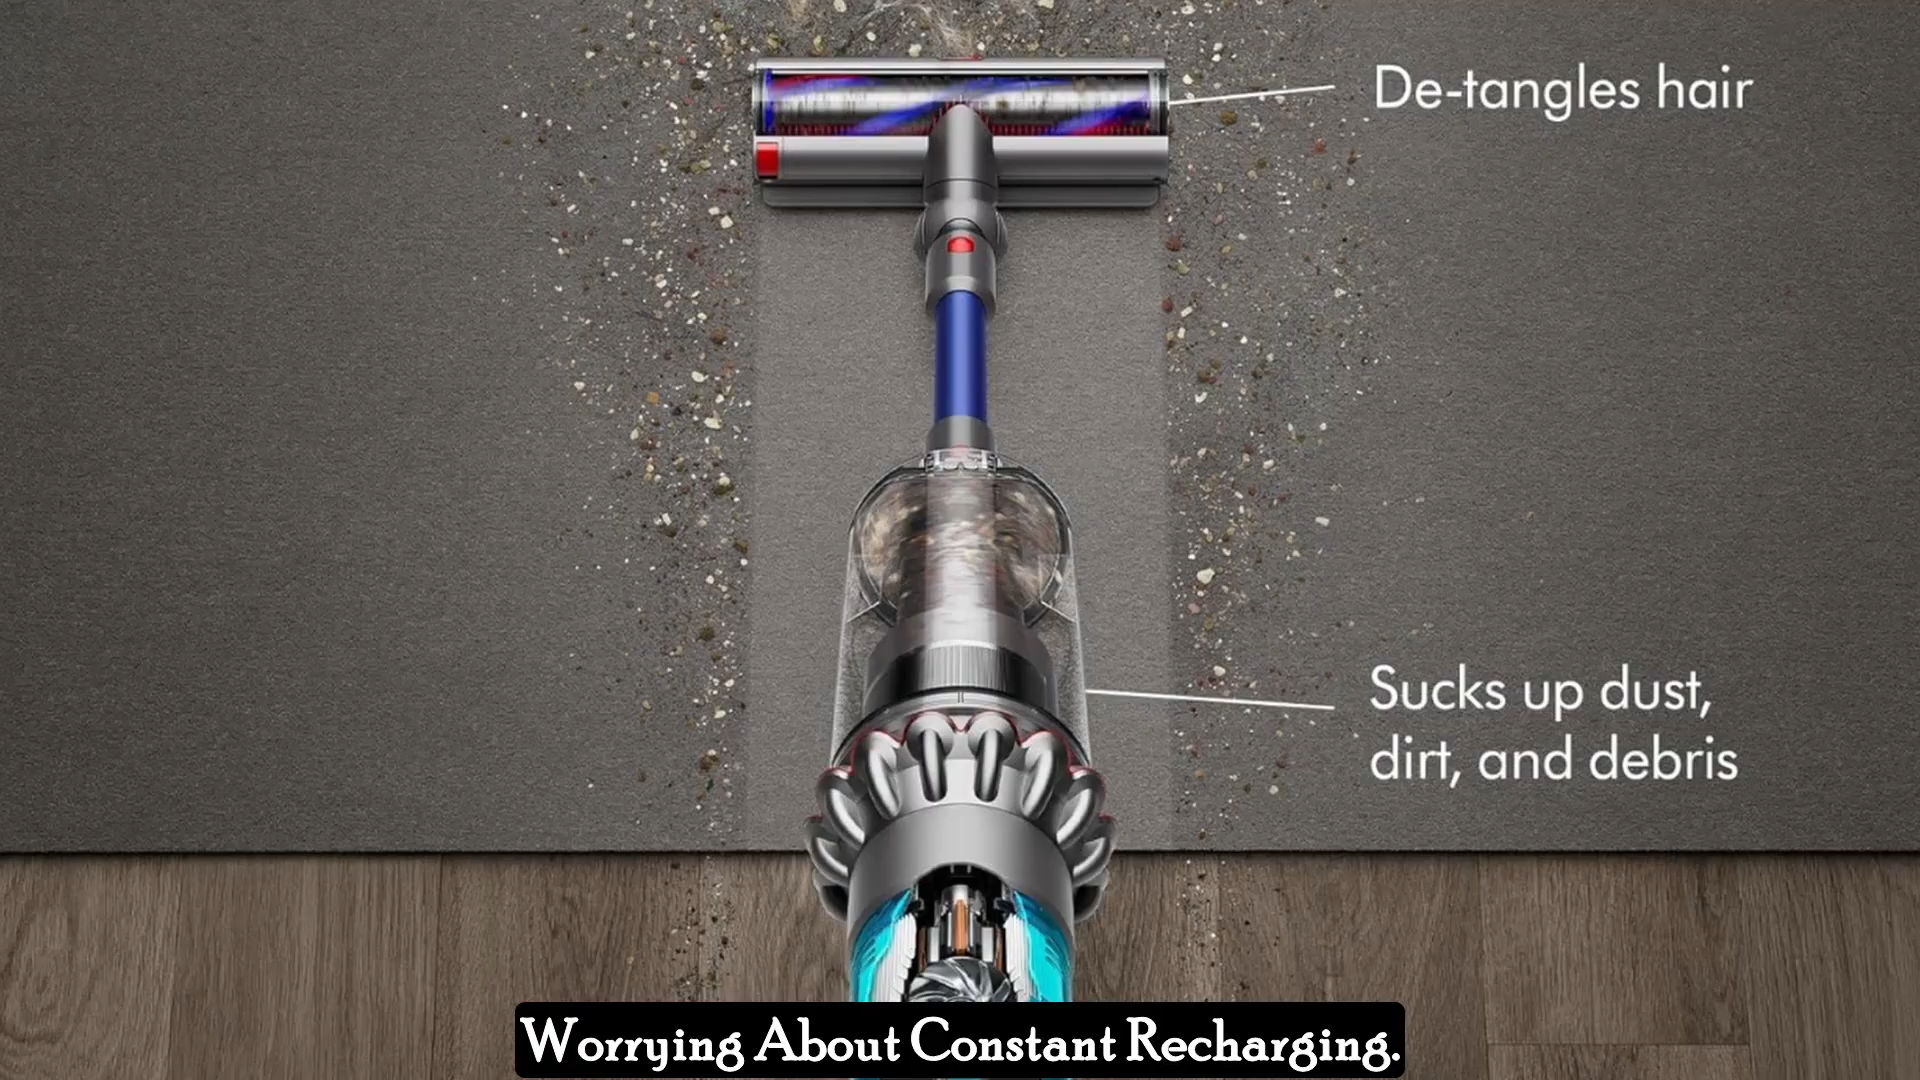 De-tangles hair
Sucks up dust,
dirt, and debris
Worrying About Constant Recharging.